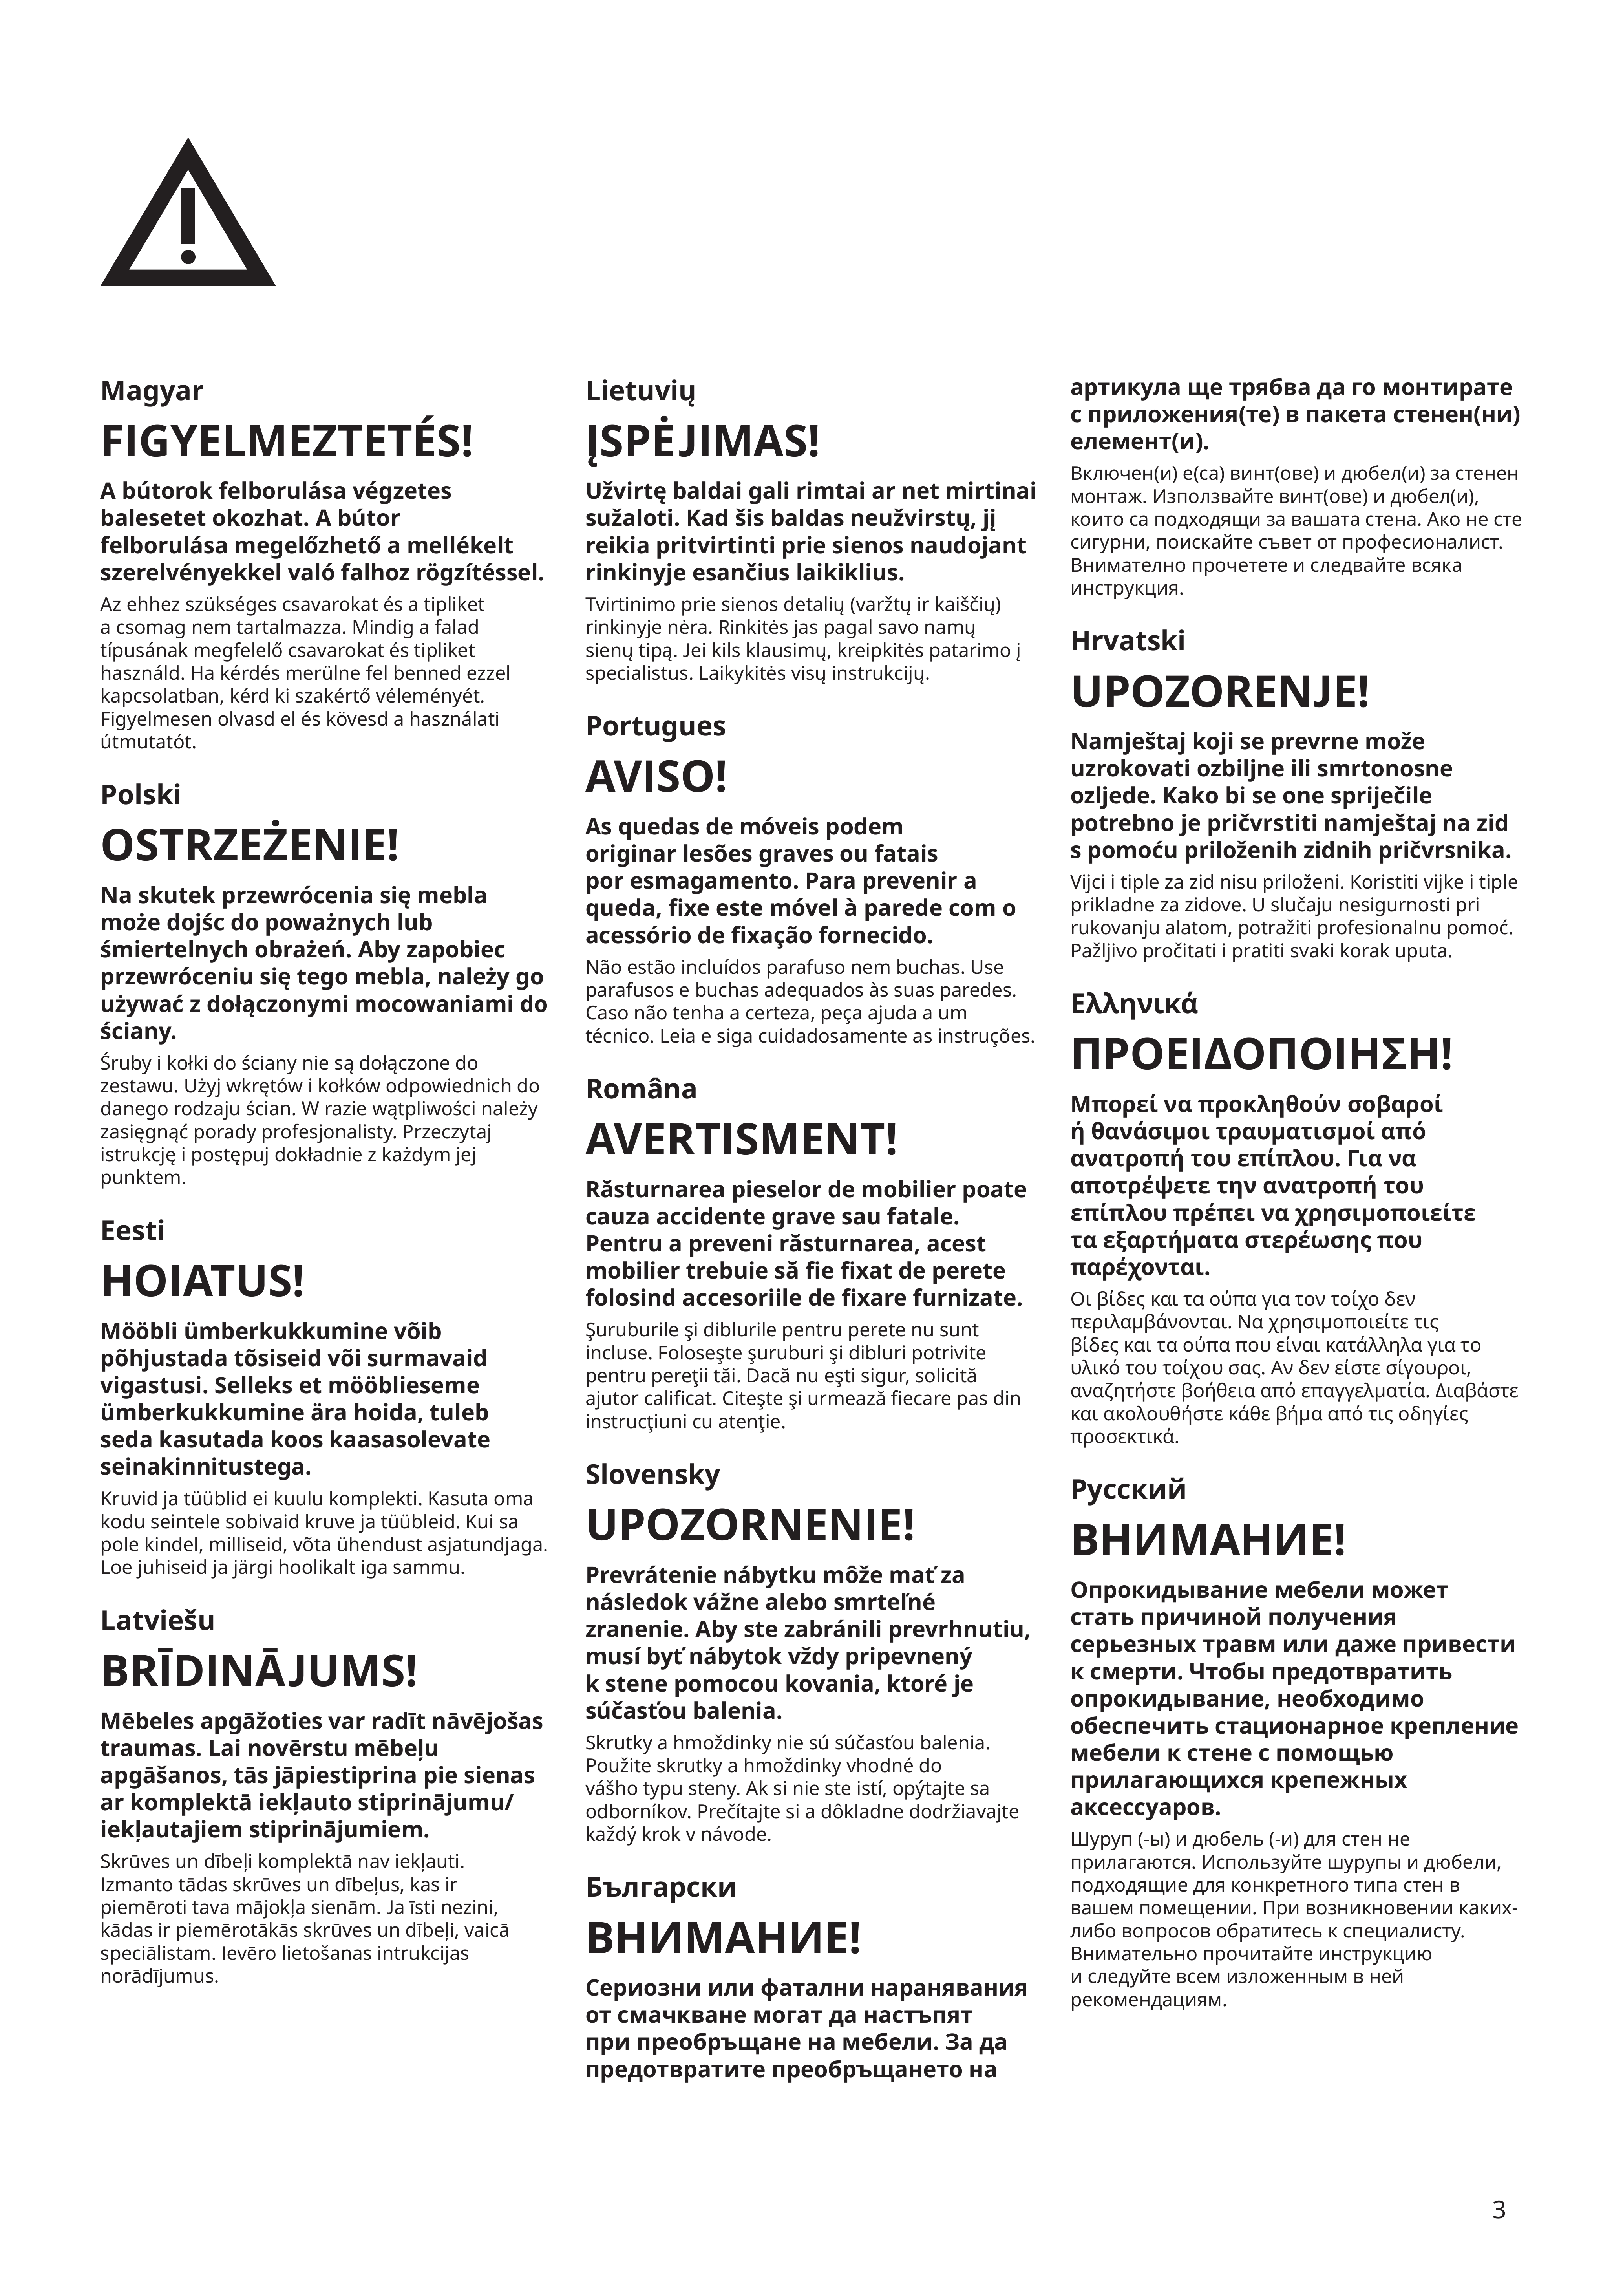 Magyar
FIGYELMEZTETÉS!
A bútorok felborulása végzetes
balesetet okozhat. A bútor
felborulása megelőzhető a mellékelt
szerelvényekkel való falhoz rögzítéssel.
Az ehhez szükséges csavarokat és a tipliket
a csomag nem tartalmazza. Mindig a falad
típusának megfelelő csavarokat és tipliket
használd. Ha kérdés merülne fel benned ezzel
kapcsolatban, kérd ki szakértő véleményét.
Figyelmesen olvasd el és kövesd a használati
útmutatót.
Polski
OSTRZEŻENIE!
Na skutek przewrócenia się mebla
może dojśc do poważnych lub
śmiertelnych obrażeń. Aby zapobiec
przewróceniu się tego mebla, należy go
używać z dołączonymi mocowaniami do
ściany.
Śruby i kołki do ściany nie są dołączone do
zestawu. Użyj wkrętów i kołków odpowiednich do
danego rodzaju ścian. W razie wątpliwości należy
zasięgnąć porady profesjonalisty. Przeczytaj
istrukcję i postępuj dokładnie z każdym jej
punktem.
Eesti
HOIATUS!
Mööbli ümberkukkumine võib
põhjustada tõsiseid või surmavaid
vigastusi. Selleks et mööblieseme
ümberkukkumine ära hoida, tuleb
seda kasutada koos kaasasolevate
seinakinnitustega.
Kruvid ja tüüblid ei kuulu komplekti. Kasuta oma
kodu seintele sobivaid kruve ja tüübleid. Kui sa
pole kindel, milliseid, võta ühendust asjatundjaga.
Loe juhiseid ja järgi hoolikalt iga sammu.
Latviešu
BRĪDINĀJUMS!
Mēbeles apgāžoties var radīt nāvējošas
traumas. Lai novērstu mēbeļu
apgāšanos, tās jāpiestiprina pie sienas
ar komplektā iekļauto stiprinājumu/
iekļautajiem stiprinājumiem.
Skrūves un dībeļi komplektā nav iekļauti.
Izmanto tādas skrūves un dībeļus, kas ir
piemēroti tava mājokļa sienām. Ja īsti nezini,
kādas ir piemērotākās skrūves un dībeļi, vaicā
speciālistam. Ievēro lietošanas intrukcijas
norādījumus.
Lietuvių
ĮSPĖJIMAS!
Užvirtę baldai gali rimtai ar net mirtinai
sužaloti. Kad šis baldas neužvirstų, jį
reikia pritvirtinti prie sienos naudojant
rinkinyje esančius laikiklius.
Tvirtinimo prie sienos detalių (varžtų ir kaiščių)
rinkinyje nėra. Rinkitės jas pagal savo namų
sienų tipą. Jei kils klausimų, kreipkitės patarimo į
specialistus. Laikykitės visų instrukcijų.
Portugues
AVISO!
As quedas de móveis podem
originar lesões graves ou fatais
por esmagamento. Para prevenir a
queda, fixe este móvel à parede com o
acessório de fixação fornecido.
Não estão incluídos parafuso nem buchas. Use
parafusos e buchas adequados às suas paredes.
Caso não tenha a certeza, peça ajuda a um
técnico. Leia e siga cuidadosamente as instruções.
Româna
AVERTISMENT!
Răsturnarea pieselor de mobilier poate
cauza accidente grave sau fatale.
Pentru a preveni răsturnarea, acest
mobilier trebuie să fie fixat de perete
folosind accesoriile de fixare furnizate.
Şuruburile şi diblurile pentru perete nu sunt
incluse. Foloseşte şuruburi şi dibluri potrivite
pentru pereţii tăi. Dacă nu eşti sigur, solicită
ajutor calificat. Citeşte şi urmează fiecare pas din
instrucţiuni cu atenţie.
Slovensky
UPOZORNENIE!
Prevrátenie nábytku môže mať za
následok vážne alebo smrteľné
zranenie. Aby ste zabránili prevrhnutiu,
musí byť nábytok vždy pripevnený
k stene pomocou kovania, ktoré je
súčasťou balenia.
Skrutky a hmoždinky nie sú súčasťou balenia.
Použite skrutky a hmoždinky vhodné do
vášho typu steny. Ak si nie ste istí, opýtajte sa
odborníkov. Prečítajte si a dôkladne dodržiavajte
každý krok v návode.
Български
ВНИМАНИЕ!
Сериозни или фатални наранявания
от смачкване могат да настъпят
при преобръщане на мебели. За да
предотвратите преобръщането на
артикула ще трябва да го монтирате
с приложения(те) в пакета стенен(ни)
елемент(и).
Включен(и) е(са) винт(ове) и дюбел(и) за стенен
монтаж. Използвайте винт(ове) и дюбел(и),
които са подходящи за вашата стена. Ако не сте
сигурни, поискайте съвет от професионалист.
Внимателно прочетете и следвайте всяка
инструкция.
Hrvatski
UPOZORENJE!
Namještaj koji se prevrne može
uzrokovati ozbiljne ili smrtonosne
ozljede. Kako bi se one spriječile
potrebno je pričvrstiti namještaj na zid
s pomoću priloženih zidnih pričvrsnika.
Vijci i tiple za zid nisu priloženi. Koristiti vijke i tiple
prikladne za zidove. U slučaju nesigurnosti pri
rukovanju alatom, potražiti profesionalnu pomoć.
Pažljivo pročitati i pratiti svaki korak uputa.
Ελληνικά
ΠΡΟΕΙΔΟΠΟΙΗΣΗ!
Μπορεί να προκληθούν σοβαροί
ή θανάσιμοι τραυματισμοί από
ανατροπή του επίπλου. Για να
αποτρέψετε την ανατροπή του
επίπλου πρέπει να χρησιμοποιείτε
τα εξαρτήματα στερέωσης που
παρέχονται.
Οι βίδες και τα ούπα για τον τοίχο δεν
περιλαμβάνονται. Να χρησιμοποιείτε τις
βίδες και τα ούπα που είναι κατάλληλα για το
υλικό του τοίχου σας. Αν δεν είστε σίγουροι,
αναζητήστε βοήθεια από επαγγελματία. Διαβάστε
και ακολουθήστε κάθε βήμα από τις οδηγίες
προσεκτικά.
Русский
ВНИМАНИЕ!
Опрокидывание мебели может
стать причиной получения
серьезных травм или даже привести
к смерти. Чтобы предотвратить
опрокидывание, необходимо
обеспечить стационарное крепление
мебели к стене с помощью
прилагающихся крепежных
аксессуаров.
Шуруп (-ы) и дюбель (-и) для стен не
прилагаются. Используйте шурупы и дюбели,
подходящие для конкретного типа стен в
вашем помещении. При возникновении каких-
либо вопросов обратитесь к специалисту.
Внимательно прочитайте инструкцию
и следуйте всем изложенным в ней
рекомендациям.
3